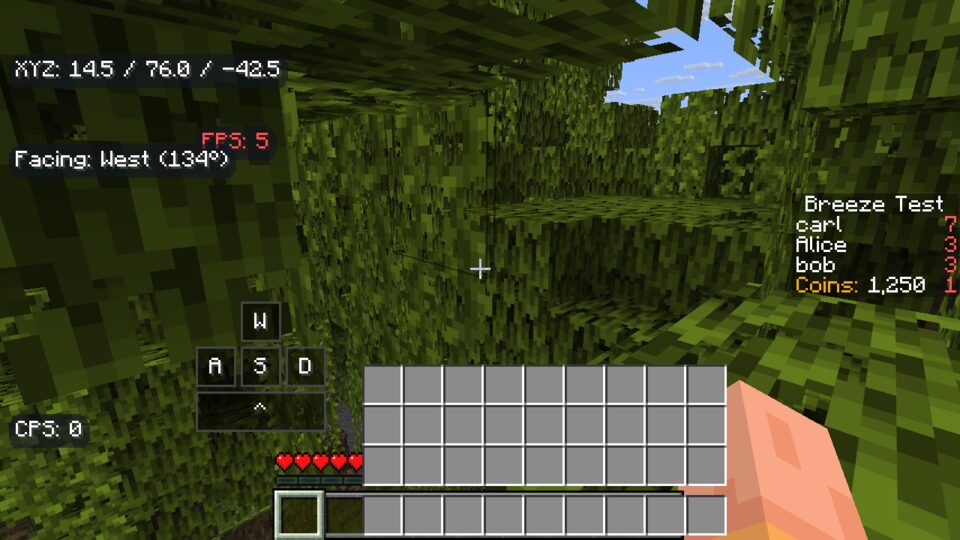 XYZ: 14.5 / 76.0 / -42.5
FPS: 5
Facing: West (134°)
Breeze Test
carl 7
Alice 3
bob 3
Coins: 1,250 1
W
A S D
^
CPS: 0